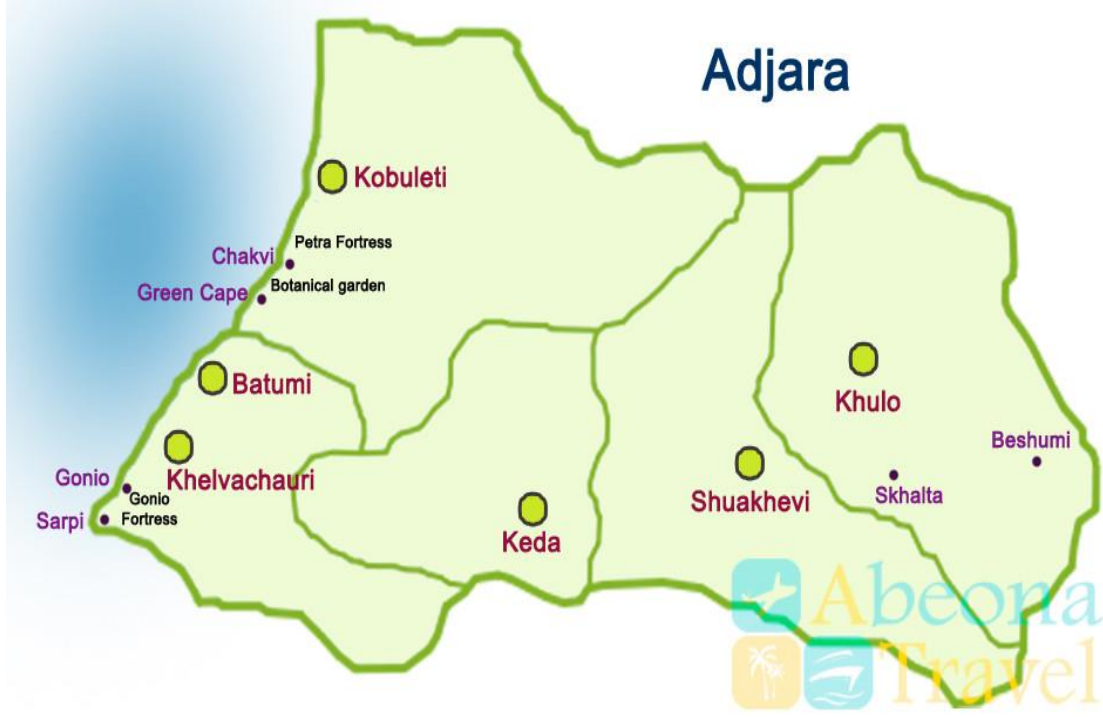 Adjara
Kobuleti
Petra Fortress
Chakvi
Botanical garden
Green Cape
Batumi
Khulo
Beshumi
Gonio
Khelvachauri
Gonio
Fortress
Sarpi
Skhalta
Shuakhevi
Keda
Abeona
Travel